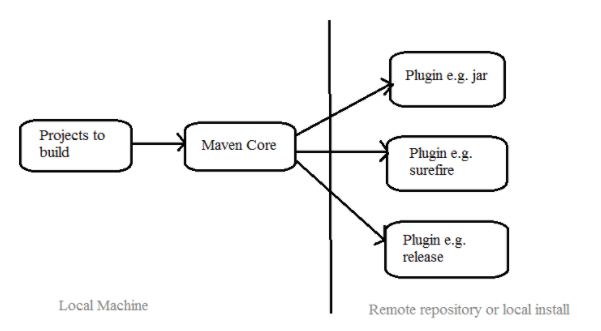 Projects to
build
Maven Core
Plugin e.g. jar
Plugin e.g.
surefire
Plugin e.g.
release
Local Machine
Remote repository or local install